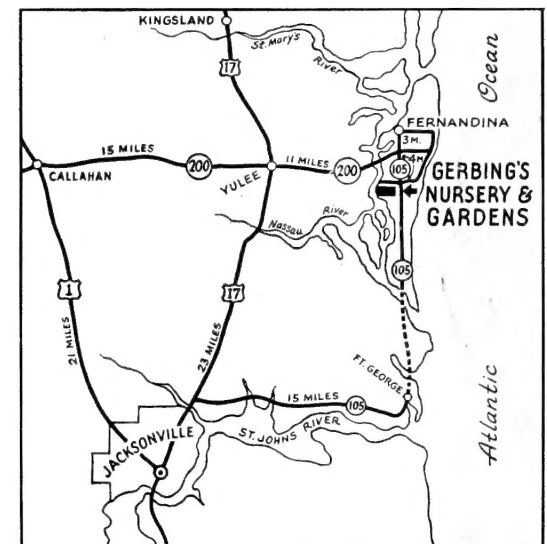 KINGSLAND
St. Mary's
River
17
Ocean
FERNANDINA
3 M.
4 M.
15 MILES
200
11 MILES
200
105
CALLAHAN
YULEE
GERBING'S
NURSERY &
GARDENS
Nassau
River
105
1
17
21 MILES
23 MILES
FT. GEORGE
15 MILES
105
Atlantic
JACKSONVILLE
ST. JOHNS RIVER